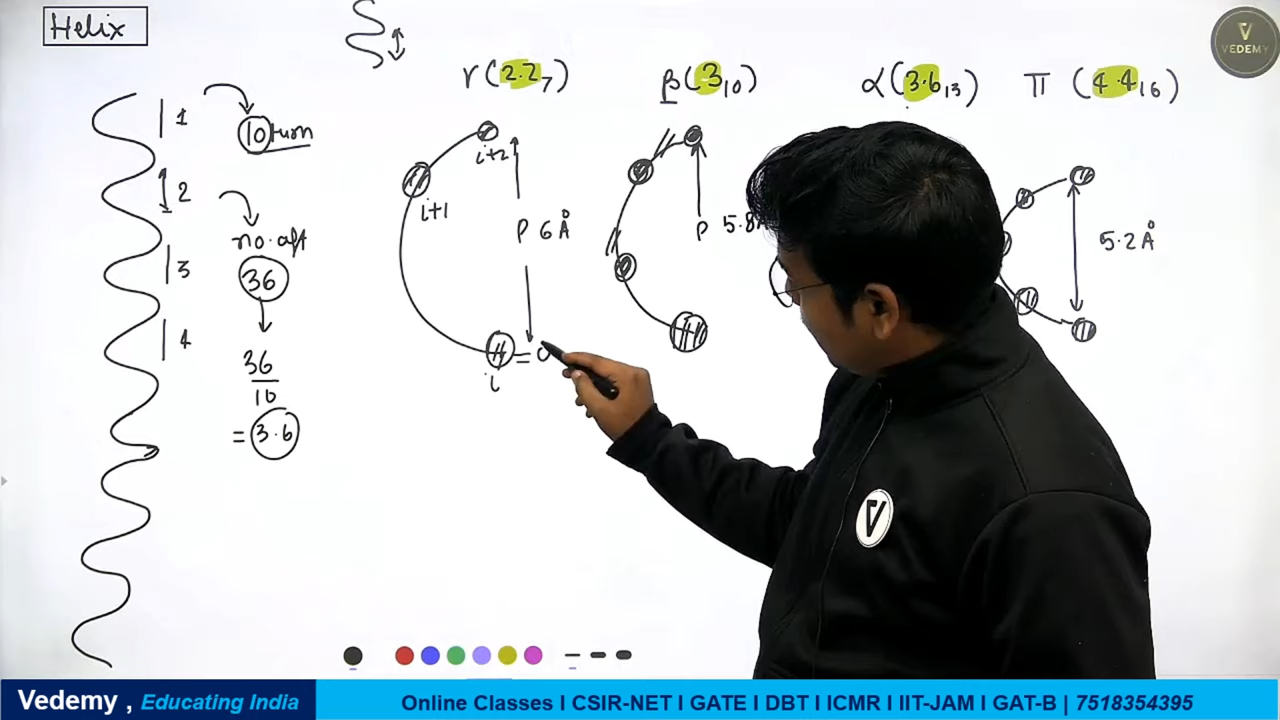 Helix
VEDEMY
γ (2.2₇)
β (3₁₀)
α (3.6₁₃)
π (4.4₁₆)
1
10 turn
2
no. of
36
3
4
36
10
= 3.6
i+2
i+1
P 6Å
i
= O
P 5.8
5.2Å
Vedemy , Educating India
Online Classes I CSIR-NET I GATE I DBT I ICMR I IIT-JAM I GAT-B | 7518354395